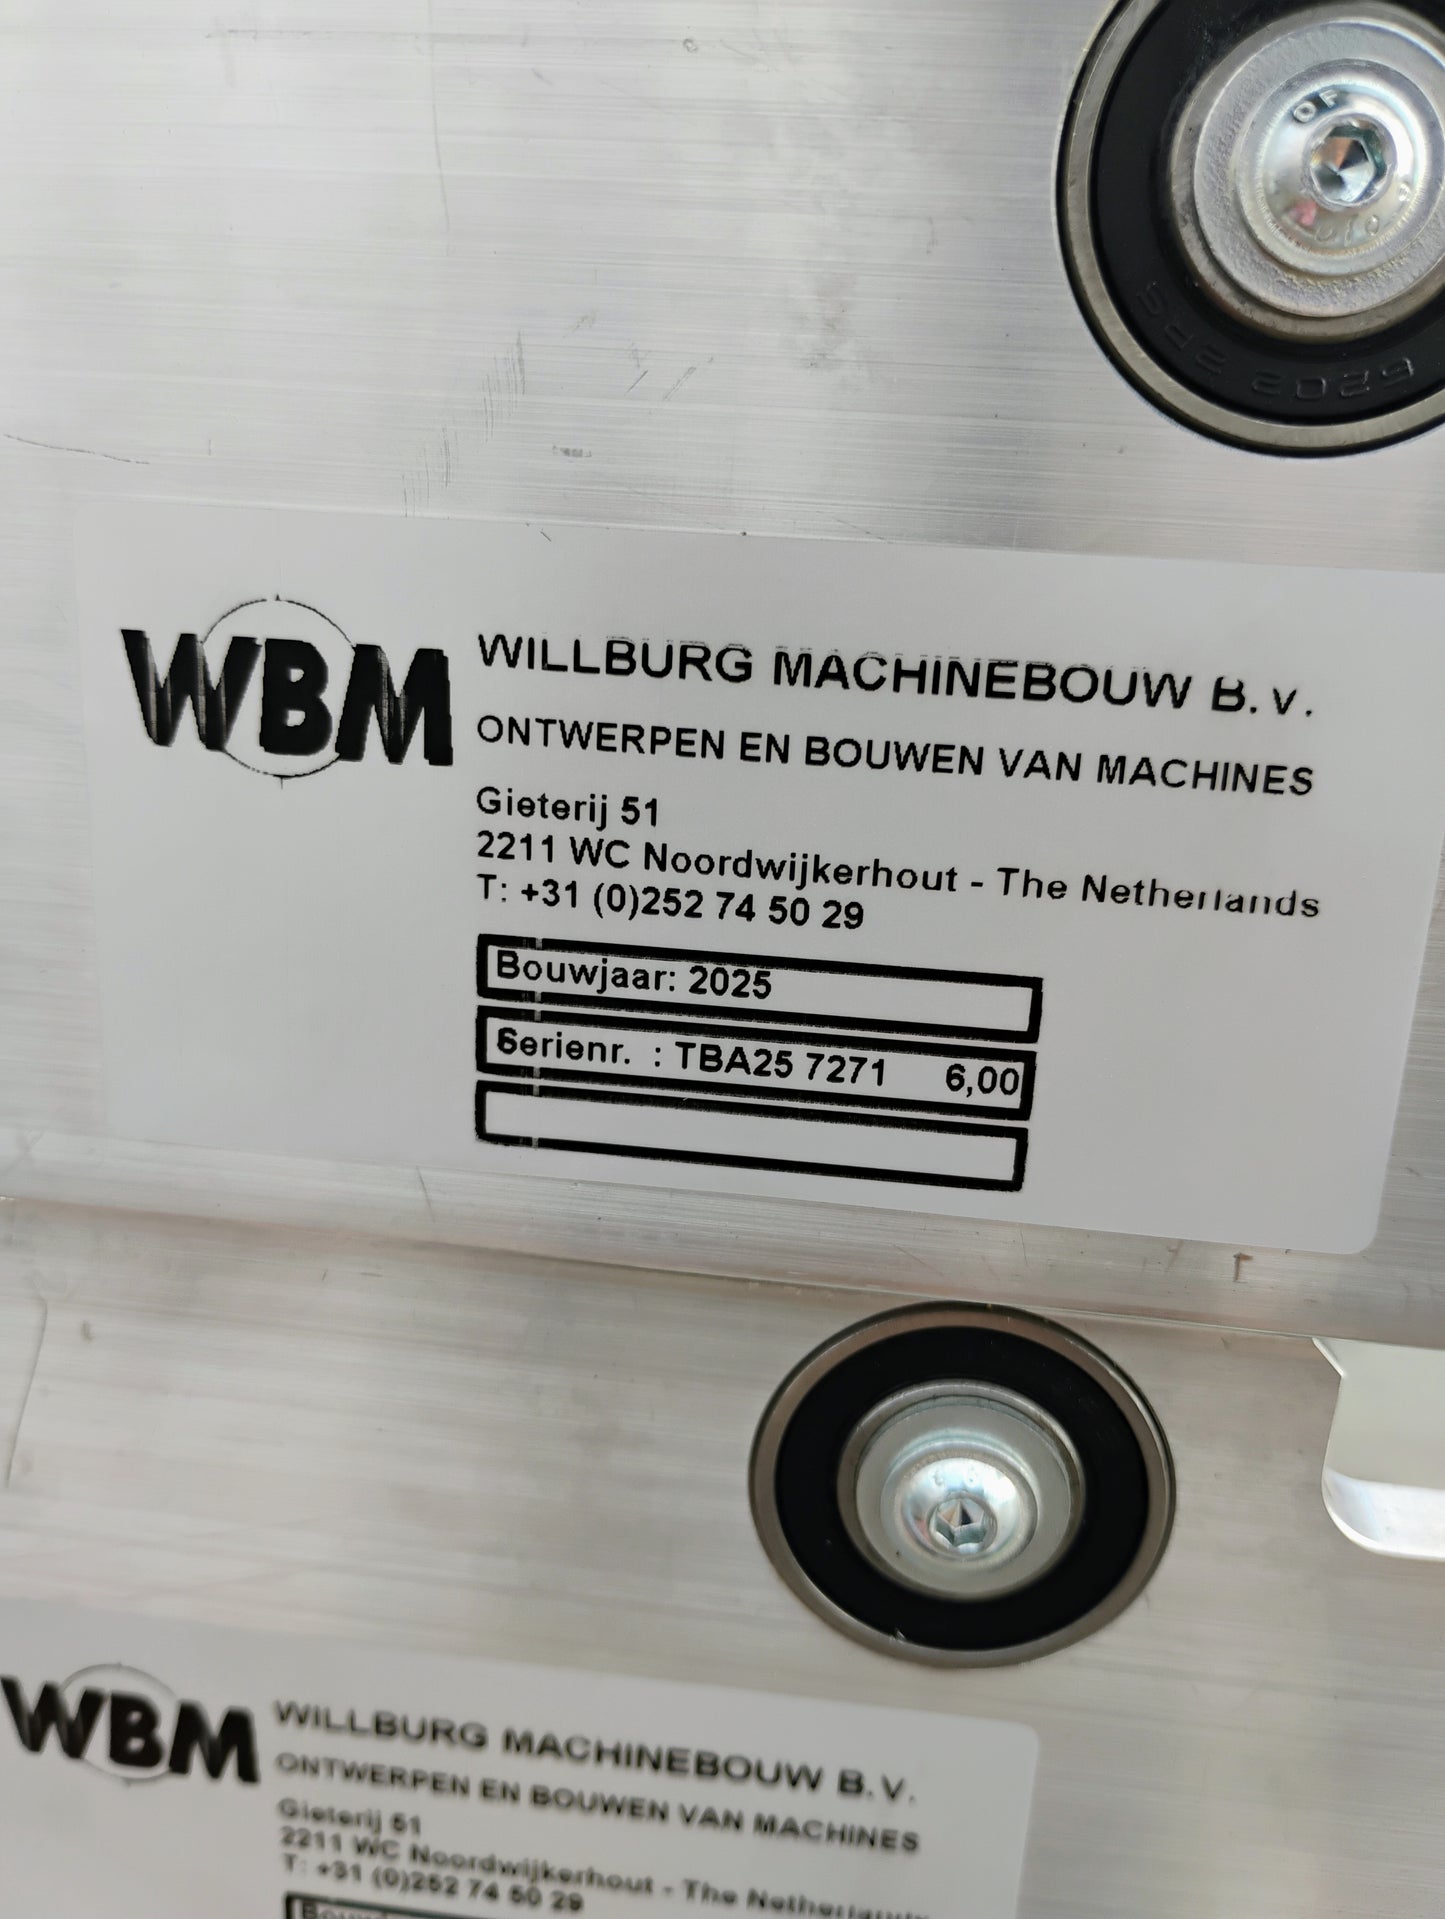 6202 2RS
WBM
WILLBURG MACHINEBOUW B.V.
ONTWERPEN EN BOUWEN VAN MACHINES
Gieterij 51
2211 WC Noordwijkerhout - The Netherlands
T: +31 (0)252 74 50 29
Bouwjaar: 2025
Serienr. : TBA25 7271 6,00
WBM
WILLBURG MACHINEBOUW B.V.
ONTWERPEN EN BOUWEN VAN MACHINES
Gieterij 51
2211 WC Noordwijkerhout - The Netherlands
T: +31 (0)252 74 50 29